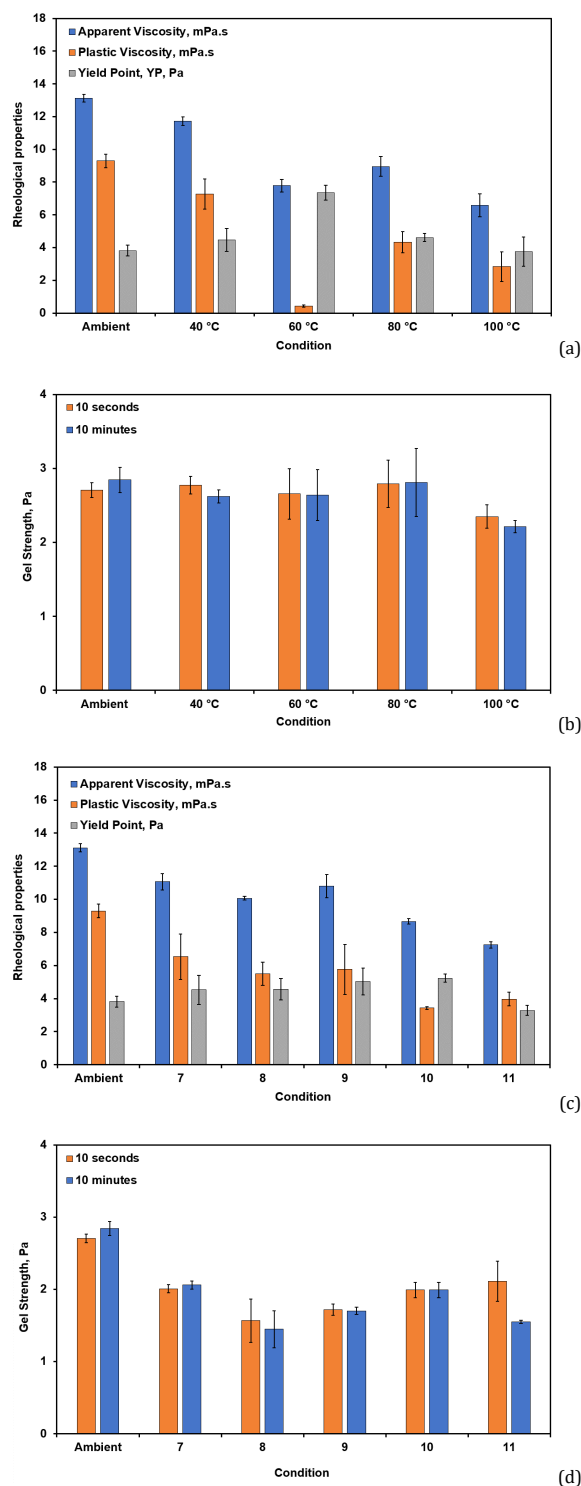 18
16
14
12
10
8
6
4
2
0
Rheological properties
Apparent Viscosity, mPa.s
Plastic Viscosity, mPa.s
Yield Point, YP, Pa
Ambient 40 °C 60 °C 80 °C 100 °C
Condition
(a)
4
3
2
1
0
Gel Strength, Pa
10 seconds
10 minutes
Ambient 40 °C 60 °C 80 °C 100 °C
Condition
(b)
18
16
14
12
10
8
6
4
2
0
Rheological properties
Apparent Viscosity, mPa.s
Plastic Viscosity, mPa.s
Yield Point, Pa
Ambient 7 8 9 10 11
Condition
(c)
4
3
2
1
0
Gel Strength, Pa
10 seconds
10 minutes
Ambient 7 8 9 10 11
Condition
(d)